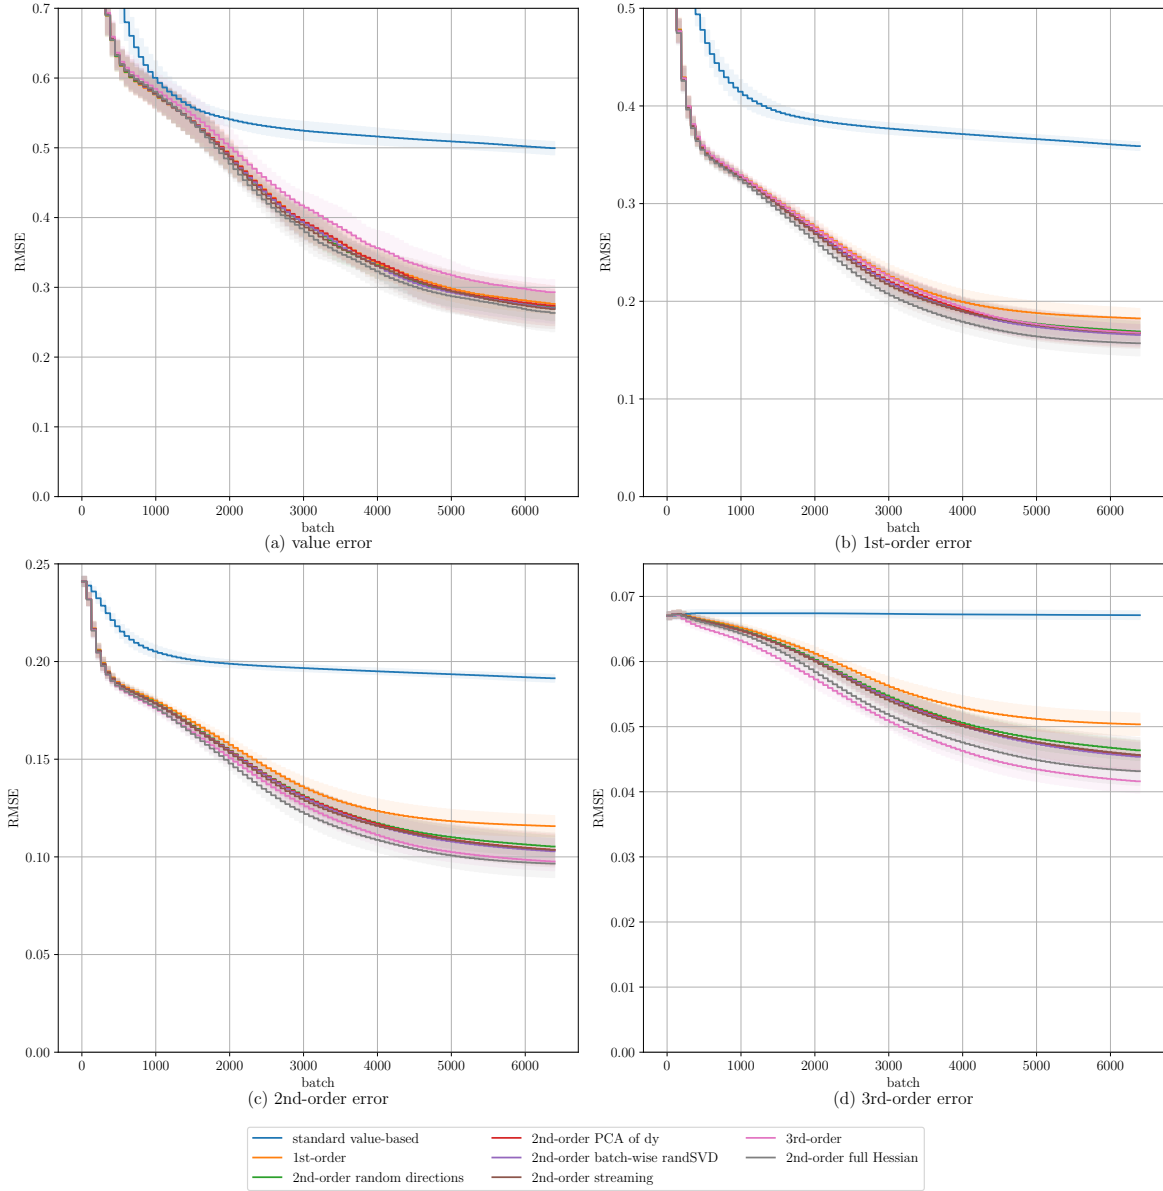 0.7
0.6
0.5
0.4
0.3
0.2
0.1
0.0
RMSE
0 1000 2000 3000 4000 5000 6000
batch
(a) value error
0.5
0.4
0.3
0.2
0.1
0.0
RMSE
0 1000 2000 3000 4000 5000 6000
batch
(b) 1st-order error
0.25
0.20
0.15
0.10
0.05
0.00
RMSE
0 1000 2000 3000 4000 5000 6000
batch
(c) 2nd-order error
0.07
0.06
0.05
0.04
0.03
0.02
0.01
0.00
RMSE
0 1000 2000 3000 4000 5000 6000
batch
(d) 3rd-order error
standard value-based
1st-order
2nd-order random directions
2nd-order PCA of dy
2nd-order batch-wise randSVD
2nd-order streaming
3rd-order
2nd-order full Hessian